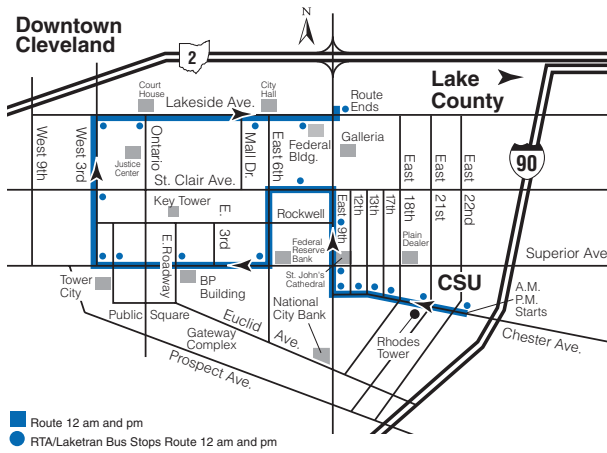 Downtown
Cleveland
N
2
Court
House
City
Hall
Lakeside Ave.
Route
Ends
Lake
County
West 9th
West 3rd
Ontario
Justice
Center
Mall Dr.
East 6th
Federal
Bldg.
Galleria
St. Clair Ave.
East
18th
East
21st
East
22nd
90
Key Tower
E.
3rd
Rockwell
East 9th
12th
13th
17th
Plain
Dealer
E.Roadway
Federal
Reserve
Bank
St. John's
Cathedral
Superior Ave
Tower
City
BP
Building
CSU
A.M.
P.M.
Starts
National
City Bank
Public
Square
Euclid
Ave.
Gateway
Complex
Rhodes
Tower
Chester Ave.
Prospect Ave.
Route 12 am and pm
RTA/Laketran Bus Stops Route 12 am and pm